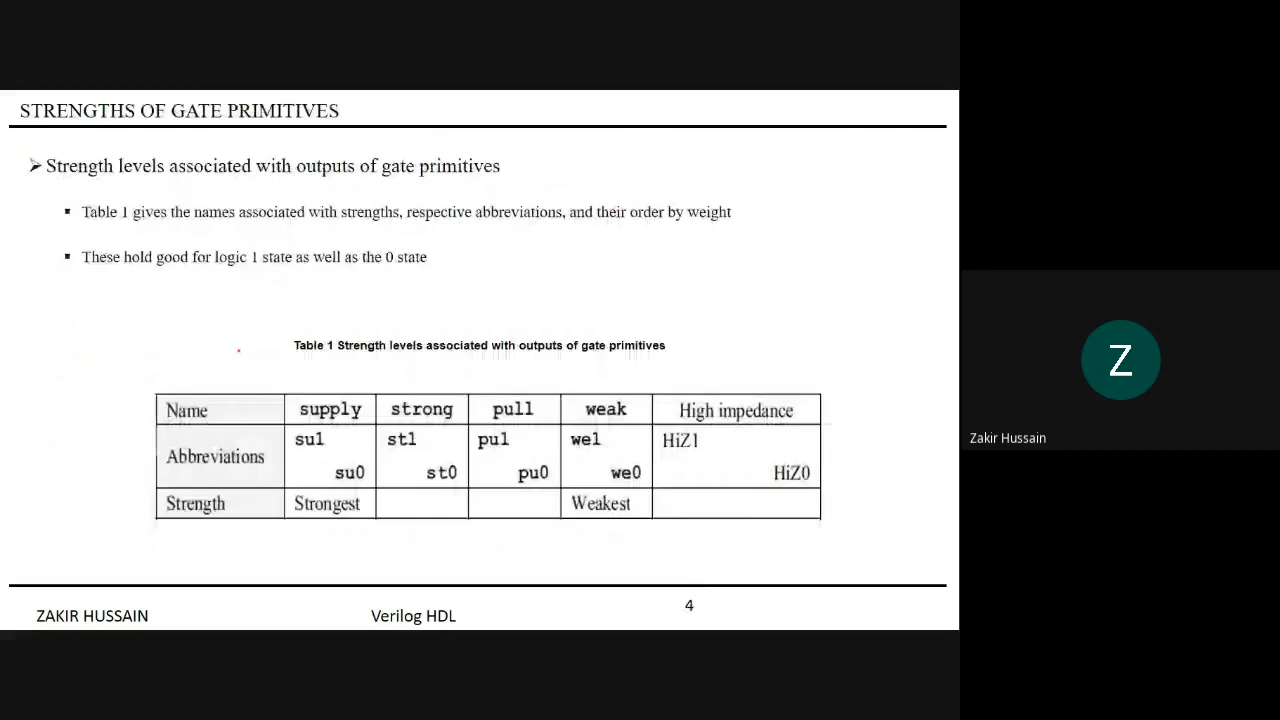 STRENGTHS OF GATE PRIMITIVES
Strength levels associated with outputs of gate primitives
Table 1 gives the names associated with strengths, respective abbreviations, and their order by weight
These hold good for logic 1 state as well as the 0 state
Table 1 Strength levels associated with outputs of gate primitives
Name supply strong pull weak High impedance
Abbreviations su1 st1 pu1 we1 HiZ1
su0 st0 pu0 we0 HiZ0
Strength Strongest Weakest
ZAKIR HUSSAIN Verilog HDL 4
Z
Zakir Hussain